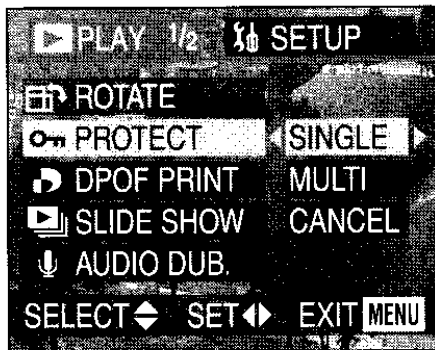 PLAY 1/2 SETUP
ROTATE
PROTECT SINGLE
DPOF PRINT MULTI
SLIDE SHOW CANCEL
AUDIO DUB.
SELECT SET EXIT MENU